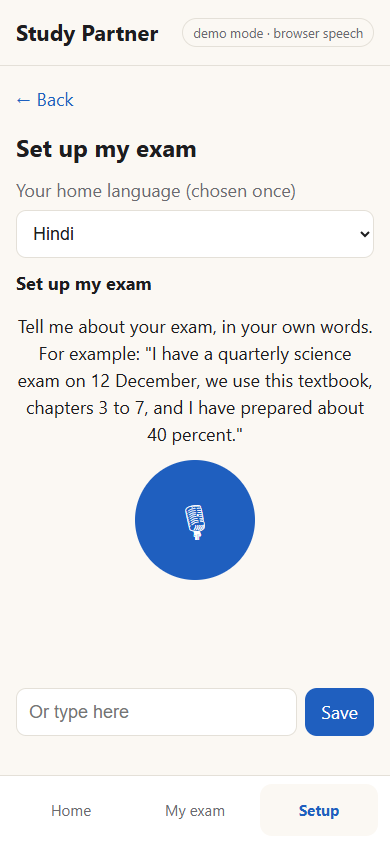 Study Partner
demo mode · browser speech
← Back
Set up my exam
Your home language (chosen once)
Hindi
Set up my exam
Tell me about your exam, in your own words.
For example: "I have a quarterly science
exam on 12 December, we use this textbook,
chapters 3 to 7, and I have prepared about
40 percent."
Or type here
Save
Home
My exam
Setup